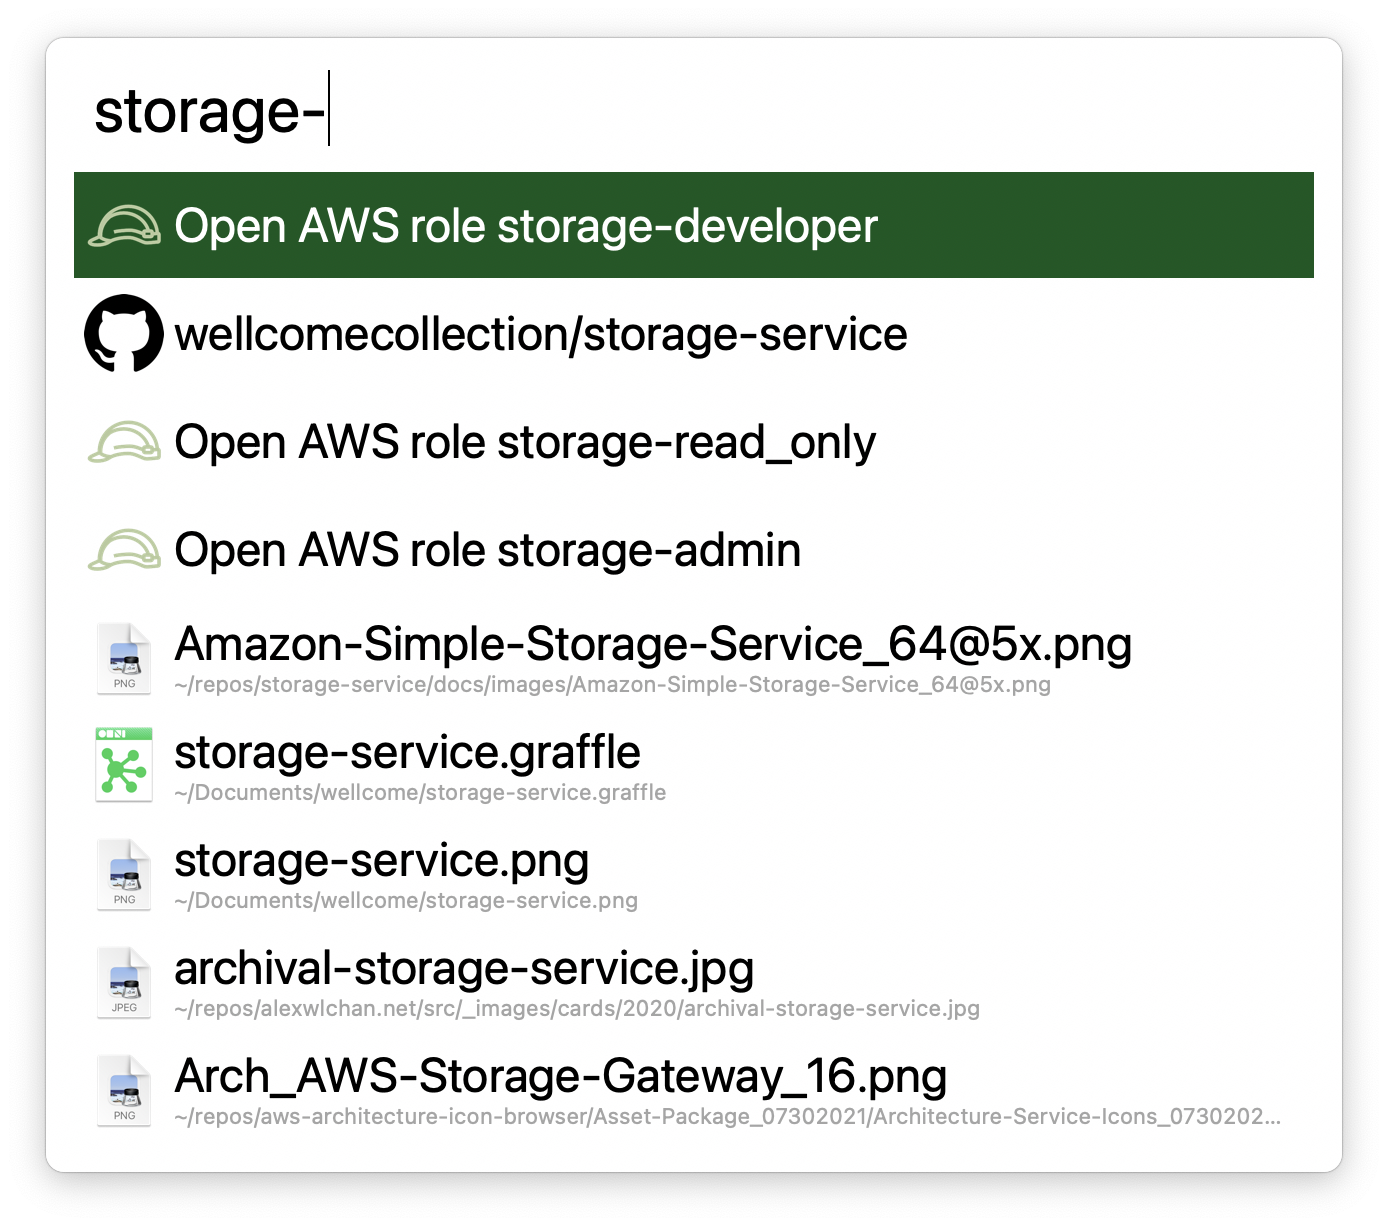 storage-
Open AWS role storage-developer
wellcomecollection/storage-service
Open AWS role storage-read_only
Open AWS role storage-admin
Amazon-Simple-Storage-Service_64@5x.png
PNG
~/repos/storage-service/docs/images/Amazon-Simple-Storage-Service_64@5x.png
storage-service.graffle
~/Documents/wellcome/storage-service.graffle
storage-service.png
PNG
~/Documents/wellcome/storage-service.png
archival-storage-service.jpg
JPEG
~/repos/alexwlchan.net/src/_images/cards/2020/archival-storage-service.jpg
Arch_AWS-Storage-Gateway_16.png
PNG
~/repos/aws-architecture-icon-browser/Asset-Package_07302021/Architecture-Service-Icons_0730202...